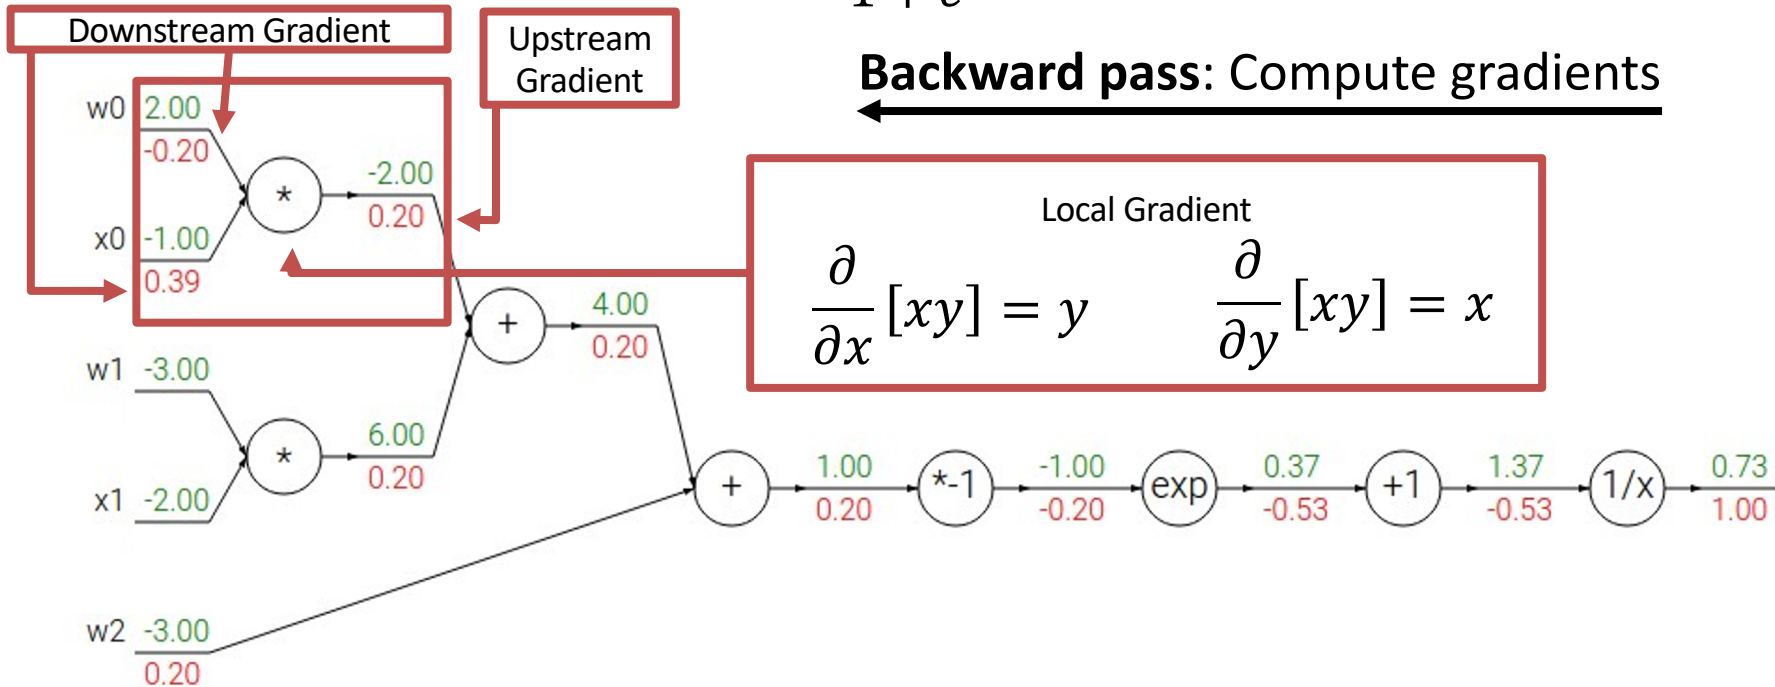 Downstream Gradient
Upstream
Gradient
Backward pass: Compute gradients
w0 2.00
-0.20
*
-2.00
0.20
x0 -1.00
0.39
Local Gradient
∂/∂x [xy] = y
∂/∂y [xy] = x
+
4.00
0.20
w1 -3.00
*
6.00
0.20
x1 -2.00
+
1.00
0.20
*-1
-1.00
-0.20
exp
0.37
-0.53
+1
1.37
-0.53
1/x
0.73
1.00
w2 -3.00
0.20